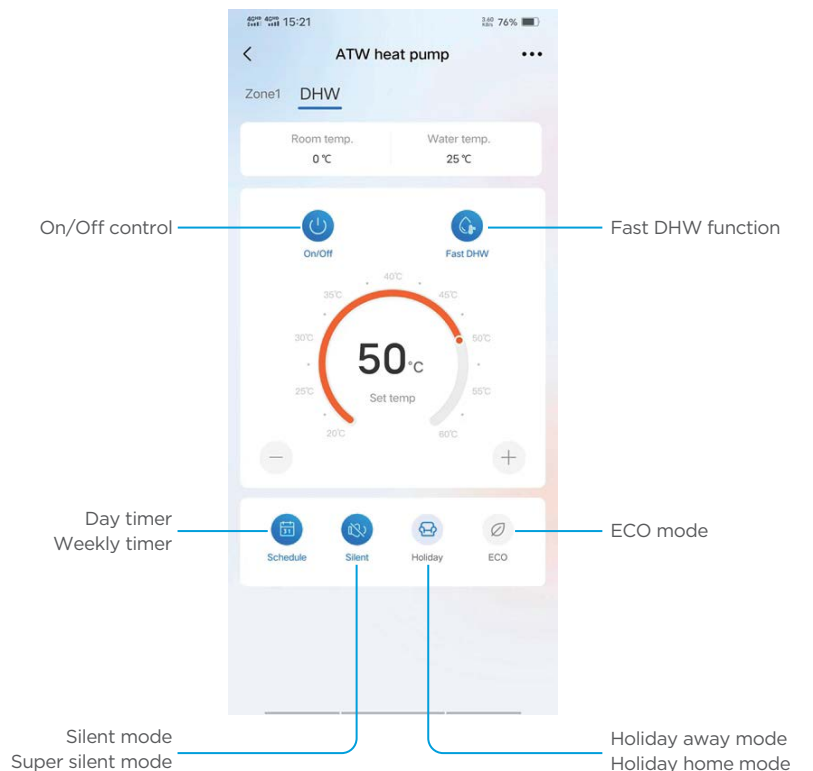 15:21
76%
ATW heat pump
Zone1 DHW
Room temp. Water temp.
0 ℃ 25 ℃
On/Off control
Fast DHW function
On/Off Fast DHW
40℃
35℃ 45℃
30℃ 50℃
50 °C
25℃ 55℃
Set temp
20℃ 60℃
Day timer
Weekly timer
ECO mode
31
Schedule Silent Holiday ECO
Silent mode
Super silent mode
Holiday away mode
Holiday home mode